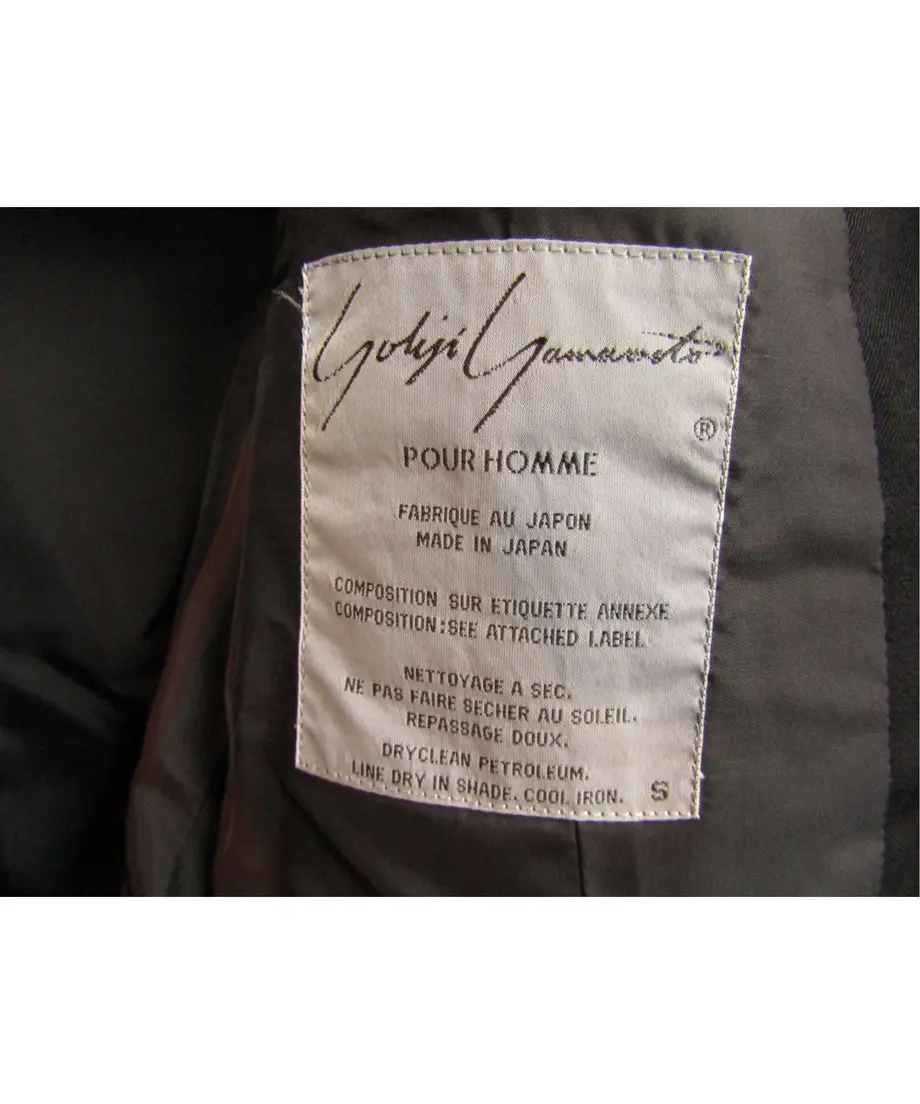 Yohji Yamamoto
®
POUR HOMME
FABRIQUE AU JAPON
MADE IN JAPAN
COMPOSITION SUR ETIQUETTE ANNEXE
COMPOSITION:SEE ATTACHED LABEL
NETTOYAGE A SEC.
NE PAS FAIRE SECHER AU SOLEIL.
REPASSAGE DOUX.
DRYCLEAN PETROLEUM.
LINE DRY IN SHADE. COOL IRON. S